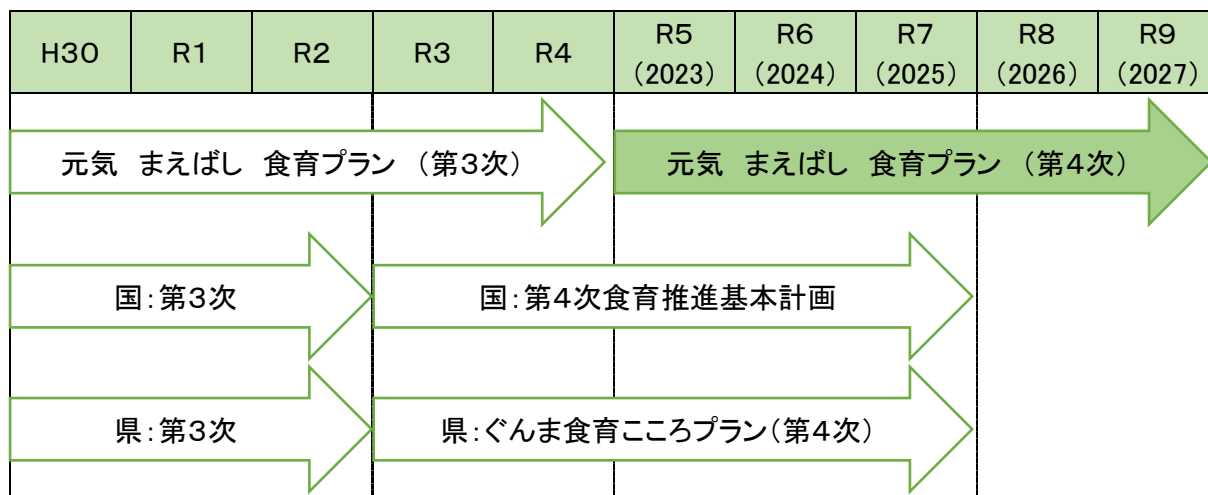 H30 R1 R2 R3 R4 R5 R6 R7 R8 R9
(2023) (2024) (2025) (2026) (2027)
元気　まえばし　食育プラン　(第3次) 元気　まえばし　食育プラン　(第4次)
国:第3次 国:第4次食育推進基本計画
県:第3次 県:ぐんま食育こころプラン(第4次)